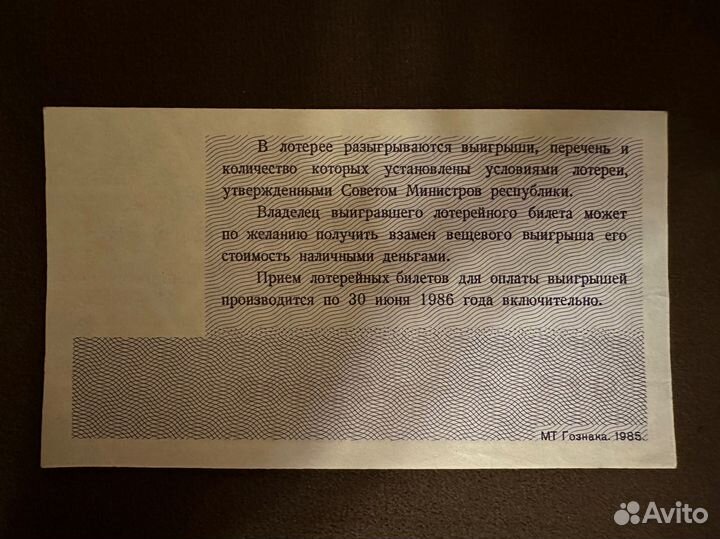 В лотерее разыгрываются выигрыши, перечень и
количество которых установлены условиями лотереи,
утвержденными Советом Министров республики.
Владелец выигравшего лотерейного билета может
по желанию получить взамен вещевого выигрыша его
стоимость наличными деньгами.
Прием лотерейных билетов для оплаты выигрышей
производится по 30 июня 1986 года включительно.
МТ Гознака. 1985.
Avito